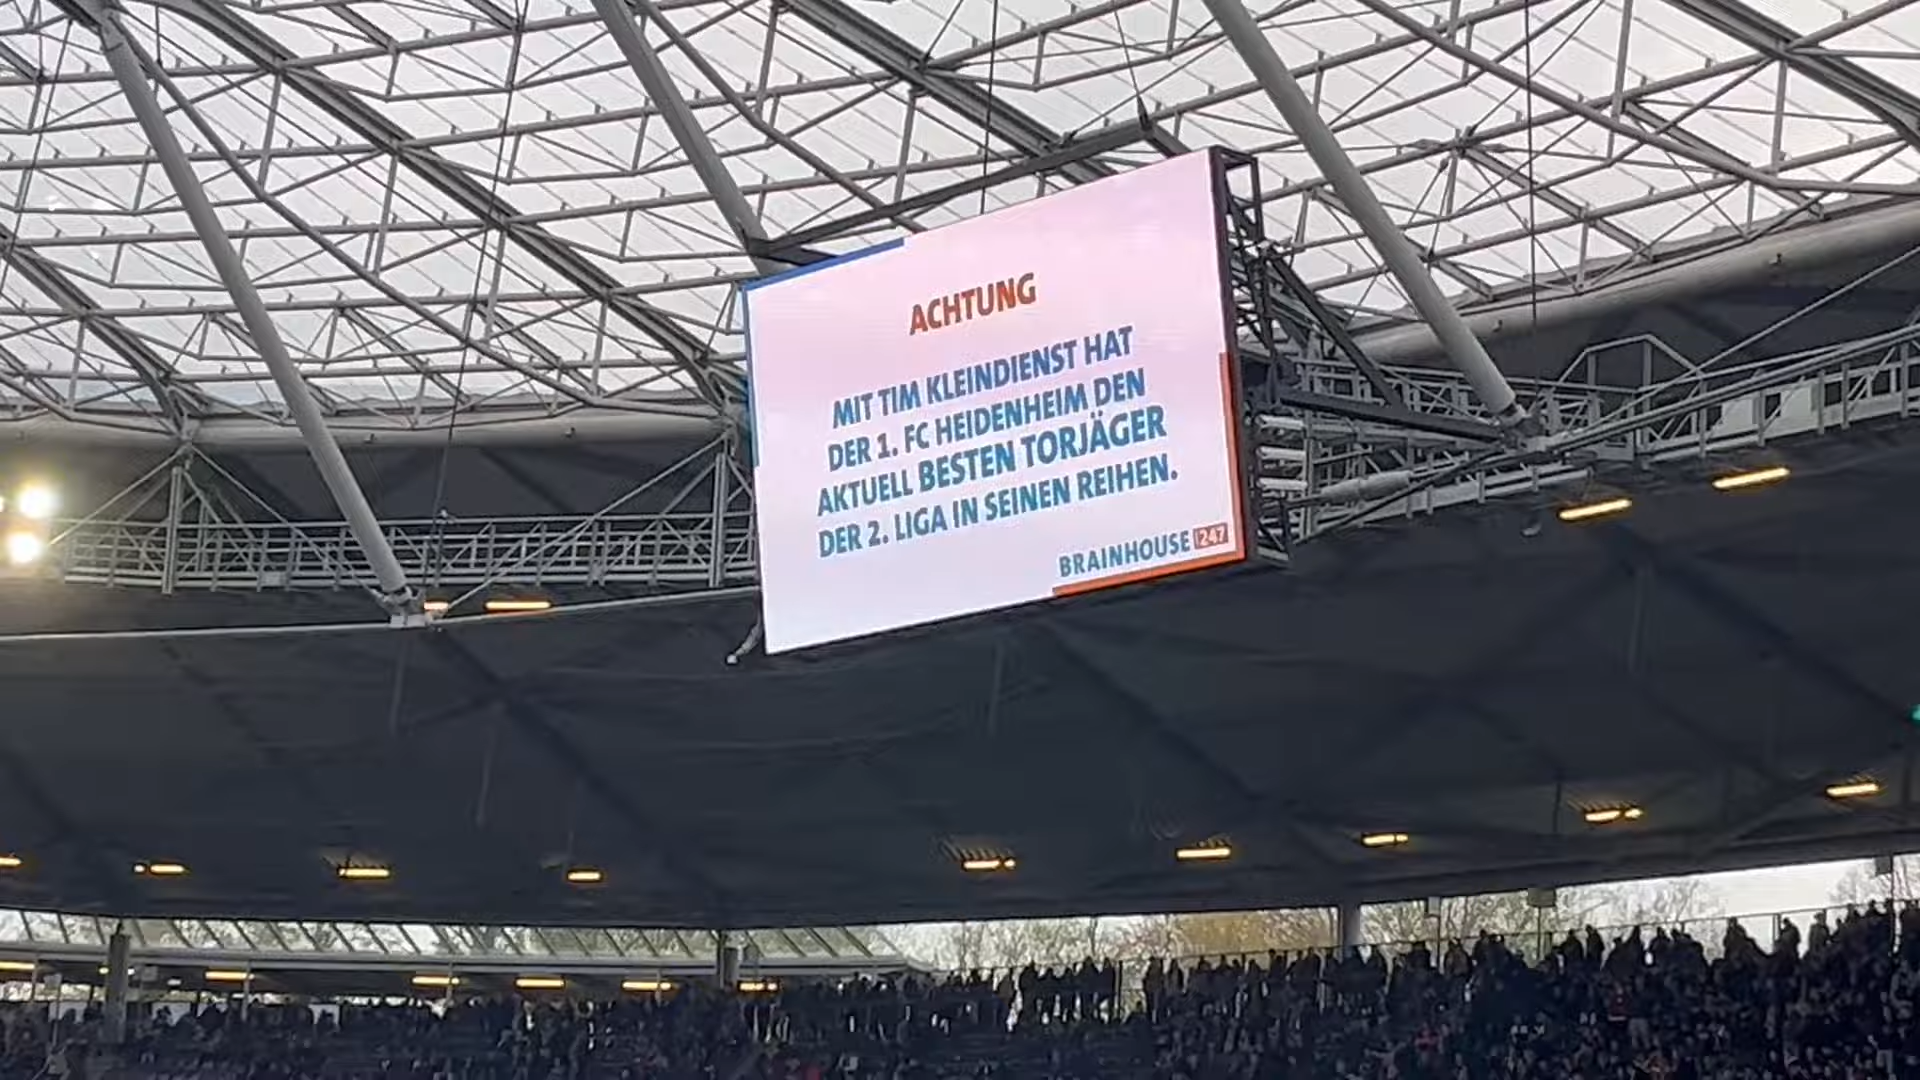 ACHTUNG
MIT TIM KLEINDIENST HAT
DER 1. FC HEIDENHEIM DEN
AKTUELL BESTEN TORJÄGER
DER 2. LIGA IN SEINEN REIHEN.
BRAINHOUSE 247